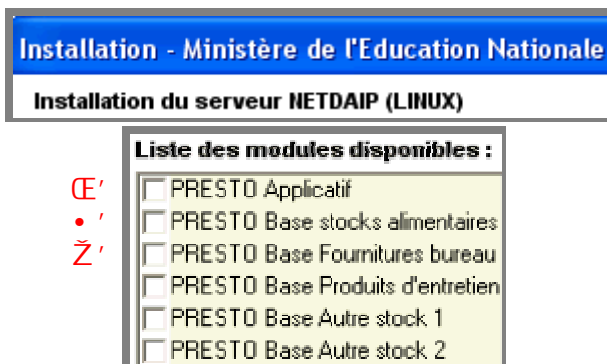 Installation - Ministère de l'Education Nationale
Installation du serveur NETDAIP (LINUX)
Liste des modules disponibles :
Œ' PRESTO Applicatif
• ' PRESTO Base stocks alimentaires
Ž ' PRESTO Base Fournitures bureau
PRESTO Base Produits d'entretien
PRESTO Base Autre stock 1
PRESTO Base Autre stock 2